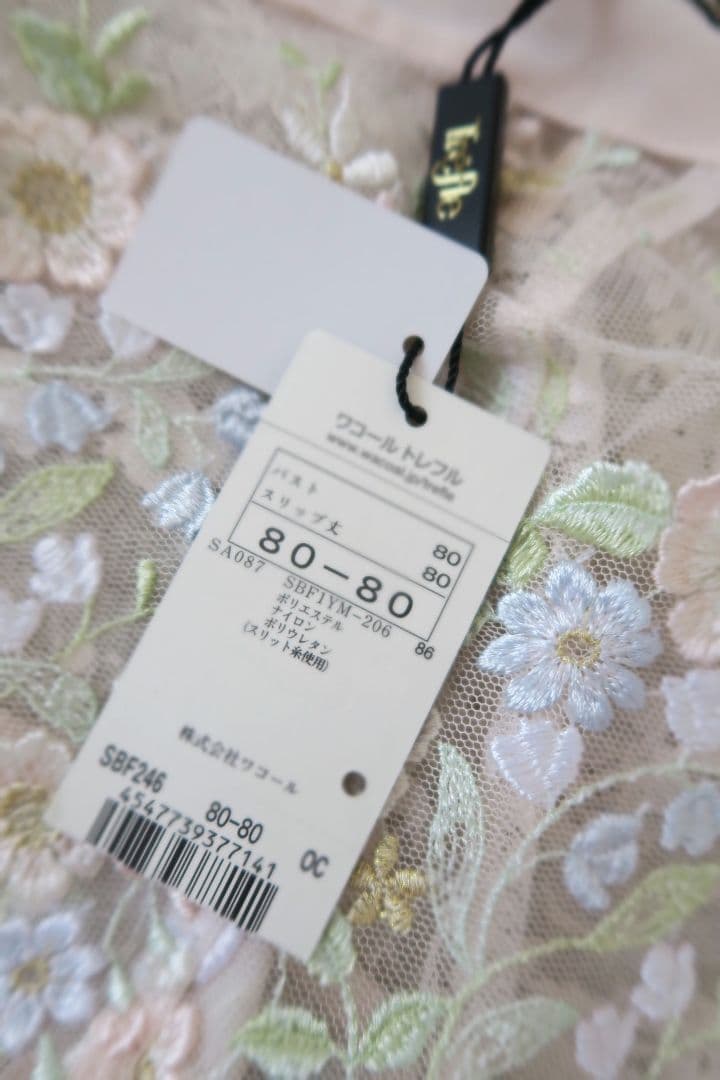 Tréfle
ワコール トレフル
www.wacoal.jp/trefle
バスト 80
スリップ丈 80
80-80
SA087 SBF1YM-206 86
ポリエステル
ナイロン
ポリウレタン
(スリット糸使用)
株式会社ワコール
SBF246 80-80 OC
4547739377141